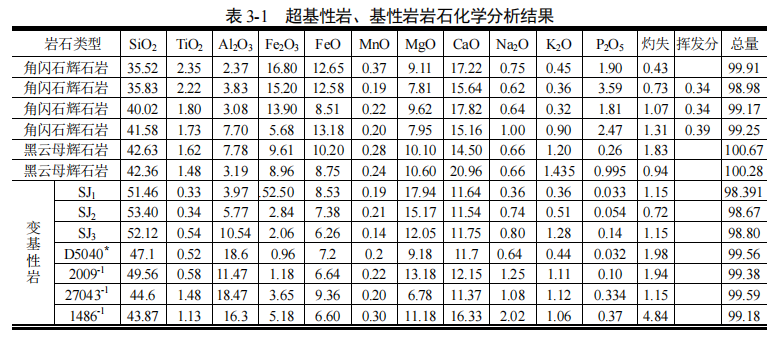 表 3-1 超基性岩、基性岩岩石化学分析结果
岩石类型 SiO₂ TiO₂ Al₂O₃ Fe₂O₃ FeO MnO MgO CaO Na₂O K₂O P₂O₅ 灼失 挥发分 总量
角闪石辉石岩 35.52 2.35 2.37 16.80 12.65 0.37 9.11 17.22 0.75 0.45 1.90 0.43 99.91
角闪石辉石岩 35.83 2.22 3.83 15.20 12.58 0.19 7.81 15.64 0.62 0.36 3.59 0.73 0.34 98.98
角闪石辉石岩 40.02 1.80 3.08 13.90 8.51 0.22 9.62 17.82 0.64 0.32 1.81 1.07 0.34 99.17
角闪石辉石岩 41.58 1.73 7.70 5.68 13.18 0.20 7.95 15.16 1.00 0.90 2.47 1.31 0.39 99.25
黑云母辉石岩 42.63 1.62 7.78 9.61 10.20 0.28 10.10 14.50 0.66 1.20 0.26 1.83 100.67
黑云母辉石岩 42.36 1.48 3.19 8.96 8.75 0.24 10.60 20.96 0.66 1.435 0.995 0.94 100.28
变基性岩
SJ₁ 51.46 0.33 3.97 .52.50 8.53 0.19 17.94 11.64 0.36 0.36 0.033 1.15 98.391
SJ₂ 53.40 0.34 5.77 2.84 7.38 0.21 15.17 11.54 0.74 0.51 0.054 0.72 98.67
SJ₃ 52.12 0.54 10.54 2.06 6.26 0.14 12.05 11.75 0.80 1.28 0.14 1.15 98.80
D5040* 47.1 0.52 18.6 0.96 7.2 0.2 9.18 11.7 0.64 0.44 0.032 1.98 99.56
2009⁻¹ 49.56 0.58 11.47 1.18 6.64 0.22 13.18 12.15 1.25 1.11 0.10 1.94 99.38
27043⁻¹ 44.6 1.48 18.47 3.65 9.36 0.20 6.78 11.37 1.08 1.12 0.334 1.15 99.59
1486⁻¹ 43.87 1.13 16.3 5.18 6.60 0.30 11.18 16.33 2.02 1.06 0.37 4.84 99.18